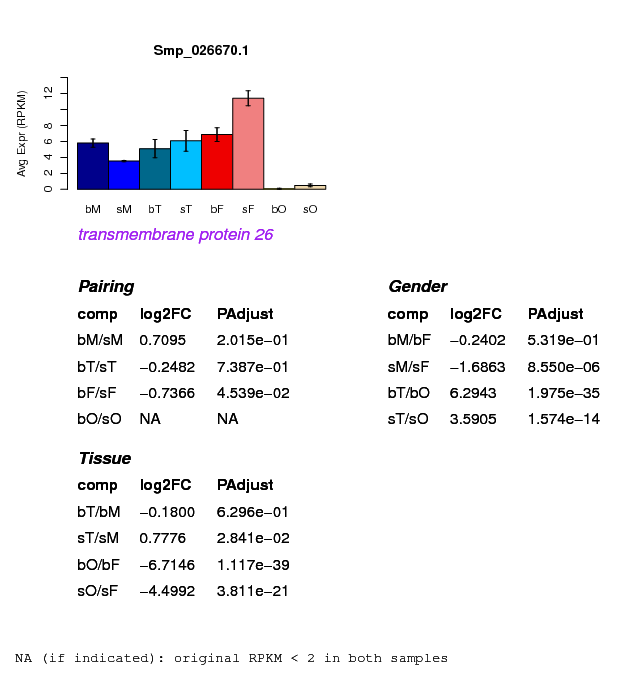 Smp_026670.1
Avg Expr (RPKM)
0 2 4 6 8 12
bM sM bT sT bF sF bO sO
transmembrane protein 26
Pairing
comp log2FC PAdjust
bM/sM 0.7095 2.015e−01
bT/sT −0.2482 7.387e−01
bF/sF −0.7366 4.539e−02
bO/sO NA NA
Gender
comp log2FC PAdjust
bM/bF −0.2402 5.319e−01
sM/sF −1.6863 8.550e−06
bT/bO 6.2943 1.975e−35
sT/sO 3.5905 1.574e−14
Tissue
comp log2FC PAdjust
bT/bM −0.1800 6.296e−01
sT/sM 0.7776 2.841e−02
bO/bF −6.7146 1.117e−39
sO/sF −4.4992 3.811e−21
NA (if indicated): original RPKM < 2 in both samples